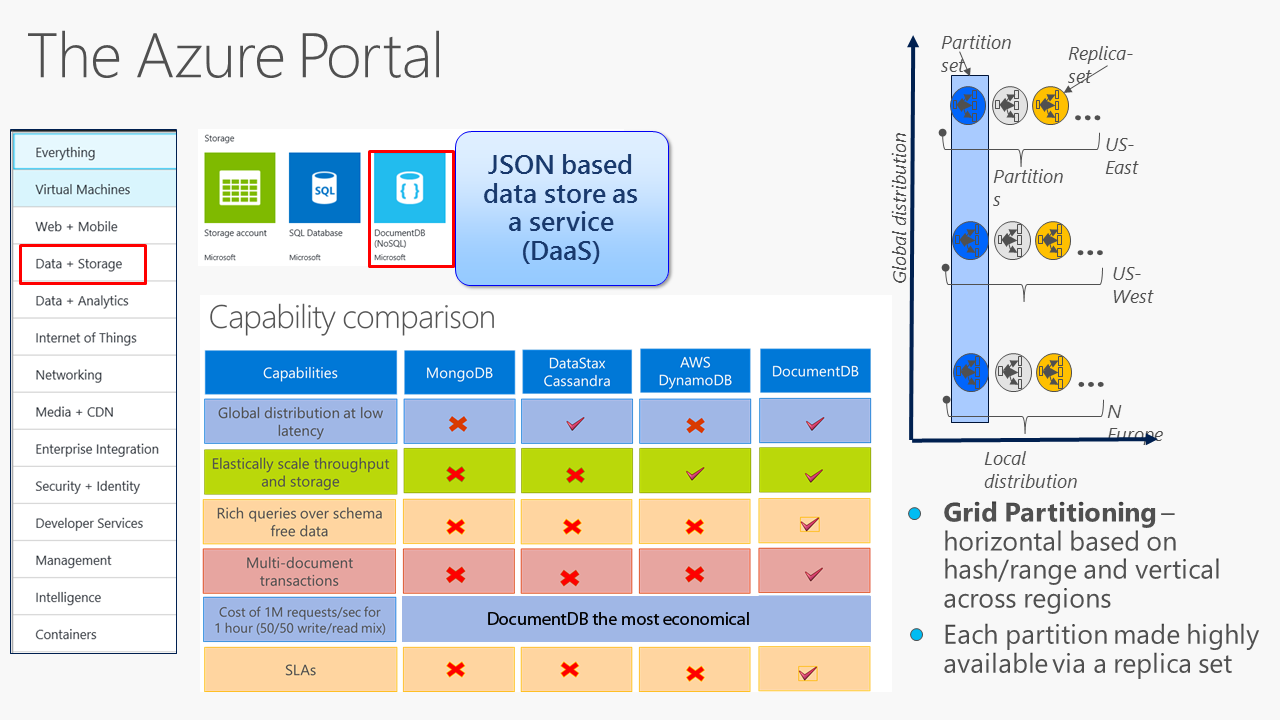 The Azure Portal
Everything
Virtual Machines
Web + Mobile
Data + Storage
Data + Analytics
Internet of Things
Networking
Media + CDN
Enterprise Integration
Security + Identity
Developer Services
Management
Intelligence
Containers
Storage
Storage account
Microsoft
SQL
SQL Database
Microsoft
{ }
DocumentDB
(NoSQL)
Microsoft
JSON based
data store as
a service
(DaaS)
Capability comparison
Capabilities
MongoDB
DataStax
Cassandra
AWS
DynamoDB
DocumentDB
Global distribution at low
latency
Elastically scale throughput
and storage
Rich queries over schema
free data
Multi-document
transactions
Cost of 1M requests/sec for
1 hour (50/50 write/read mix)
DocumentDB the most economical
SLAs
Global distribution
Partition
set
Replica-
set
...
US-
East
Partition
s
...
US-
West
...
N
Europe
Local
distribution
Grid Partitioning –
horizontal based on
hash/range and vertical
across regions
Each partition made highly
available via a replica set